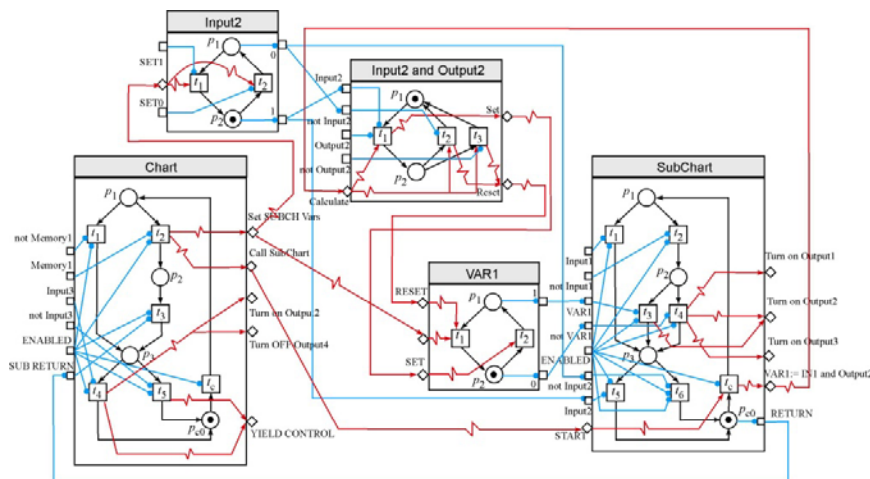 Input2
p1
0
SET1
t1
t2
SET0
p2
1
Input2 and Output2
Input2
p1
Set
not Input2
t1
t2
t3
Output2
not Output2
p2
Calculate
Reset
Chart
p1
t1
t2
Set SUBCH Vars
not Memory1
Call SubChart
Memory1
p2
Input3
Turn on Output2
not Input3
t3
Turn OFF Output4
ENABLED
p3
SUB RETURN
tc
t4
t5
pc0
YIELD CONTROL
VAR1
RESET
p1
1
t1
t2
SET
p2
0
SubChart
p1
t1
t2
Input1
Turn on Output1
not Input1
p2
VAR1
t3
t4
Turn on Output2
not VAR1
Turn on Output3
ENABLED
p3
not Input2
tc
VAR1:= IN1 and Output2
Input2
t5
t6
pc0
RETURN
START